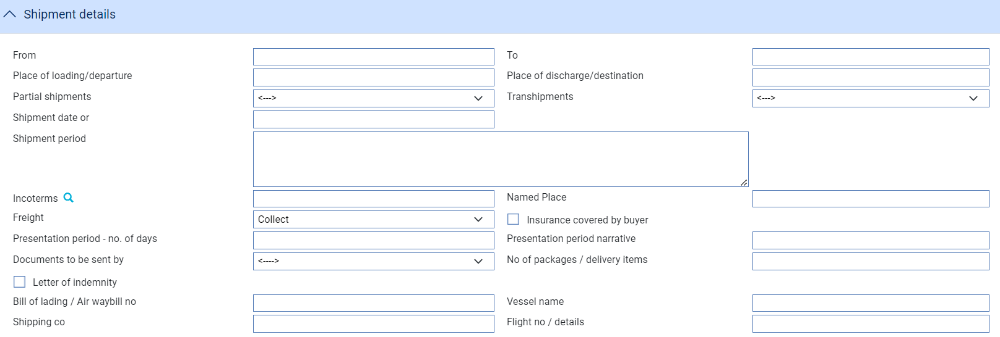 Shipment details
From To
Place of loading/departure Place of discharge/destination
Partial shipments <---> Transhipments <--->
Shipment date or
Shipment period
Incoterms Named Place
Freight Collect Insurance covered by buyer
Presentation period - no. of days Presentation period narrative
Documents to be sent by <----> No of packages / delivery items
Letter of indemnity
Bill of lading / Air waybill no Vessel name
Shipping co Flight no / details